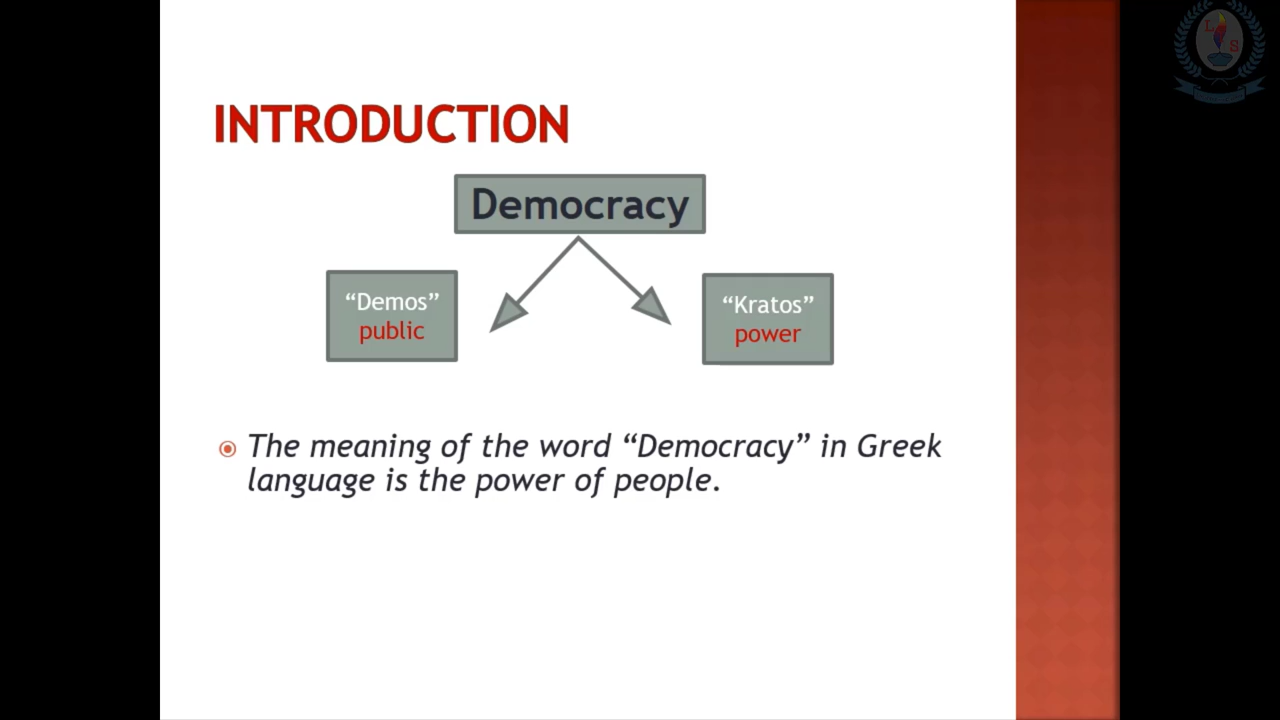 INTRODUCTION
Democracy
“Demos”
public
“Kratos”
power
The meaning of the word “Democracy” in Greek
language is the power of people.
L
S